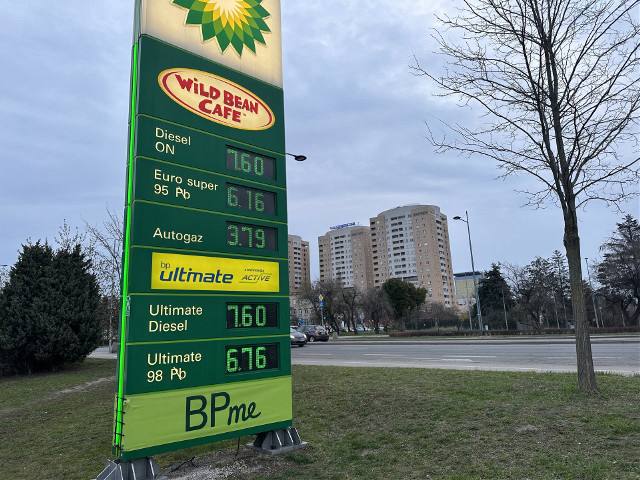 WILD BEAN
CAFE
Diesel
ON
7.60
Euro super
95 Pb
6.16
Autogaz
3.79
bp
ultimate
ACTIVE
Ultimate
Diesel
7.60
Ultimate
98 Pb
6.76
BPme